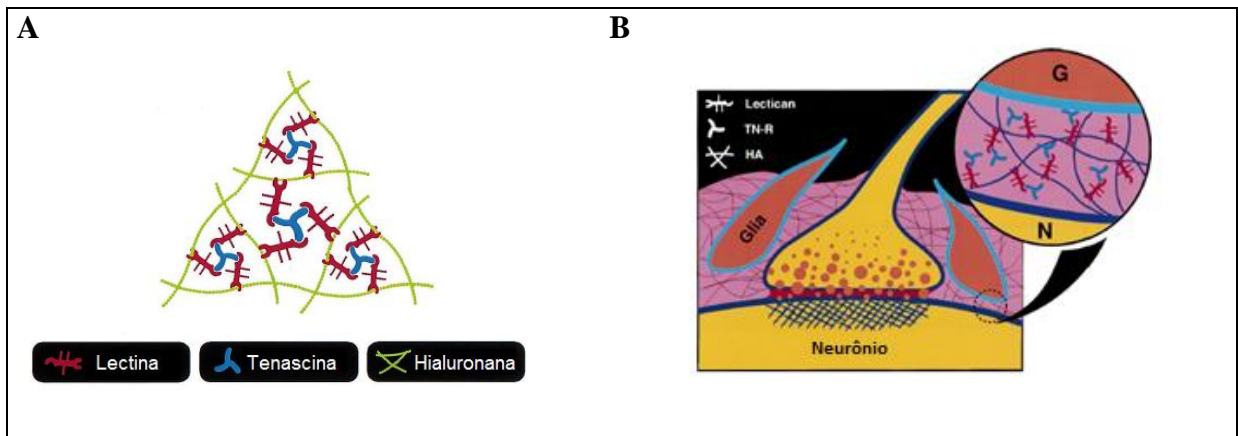 A
B
Lectina
Tenascina
Hialuronana
Lectican
TN-R
HA
Glia
Neurônio
G
N